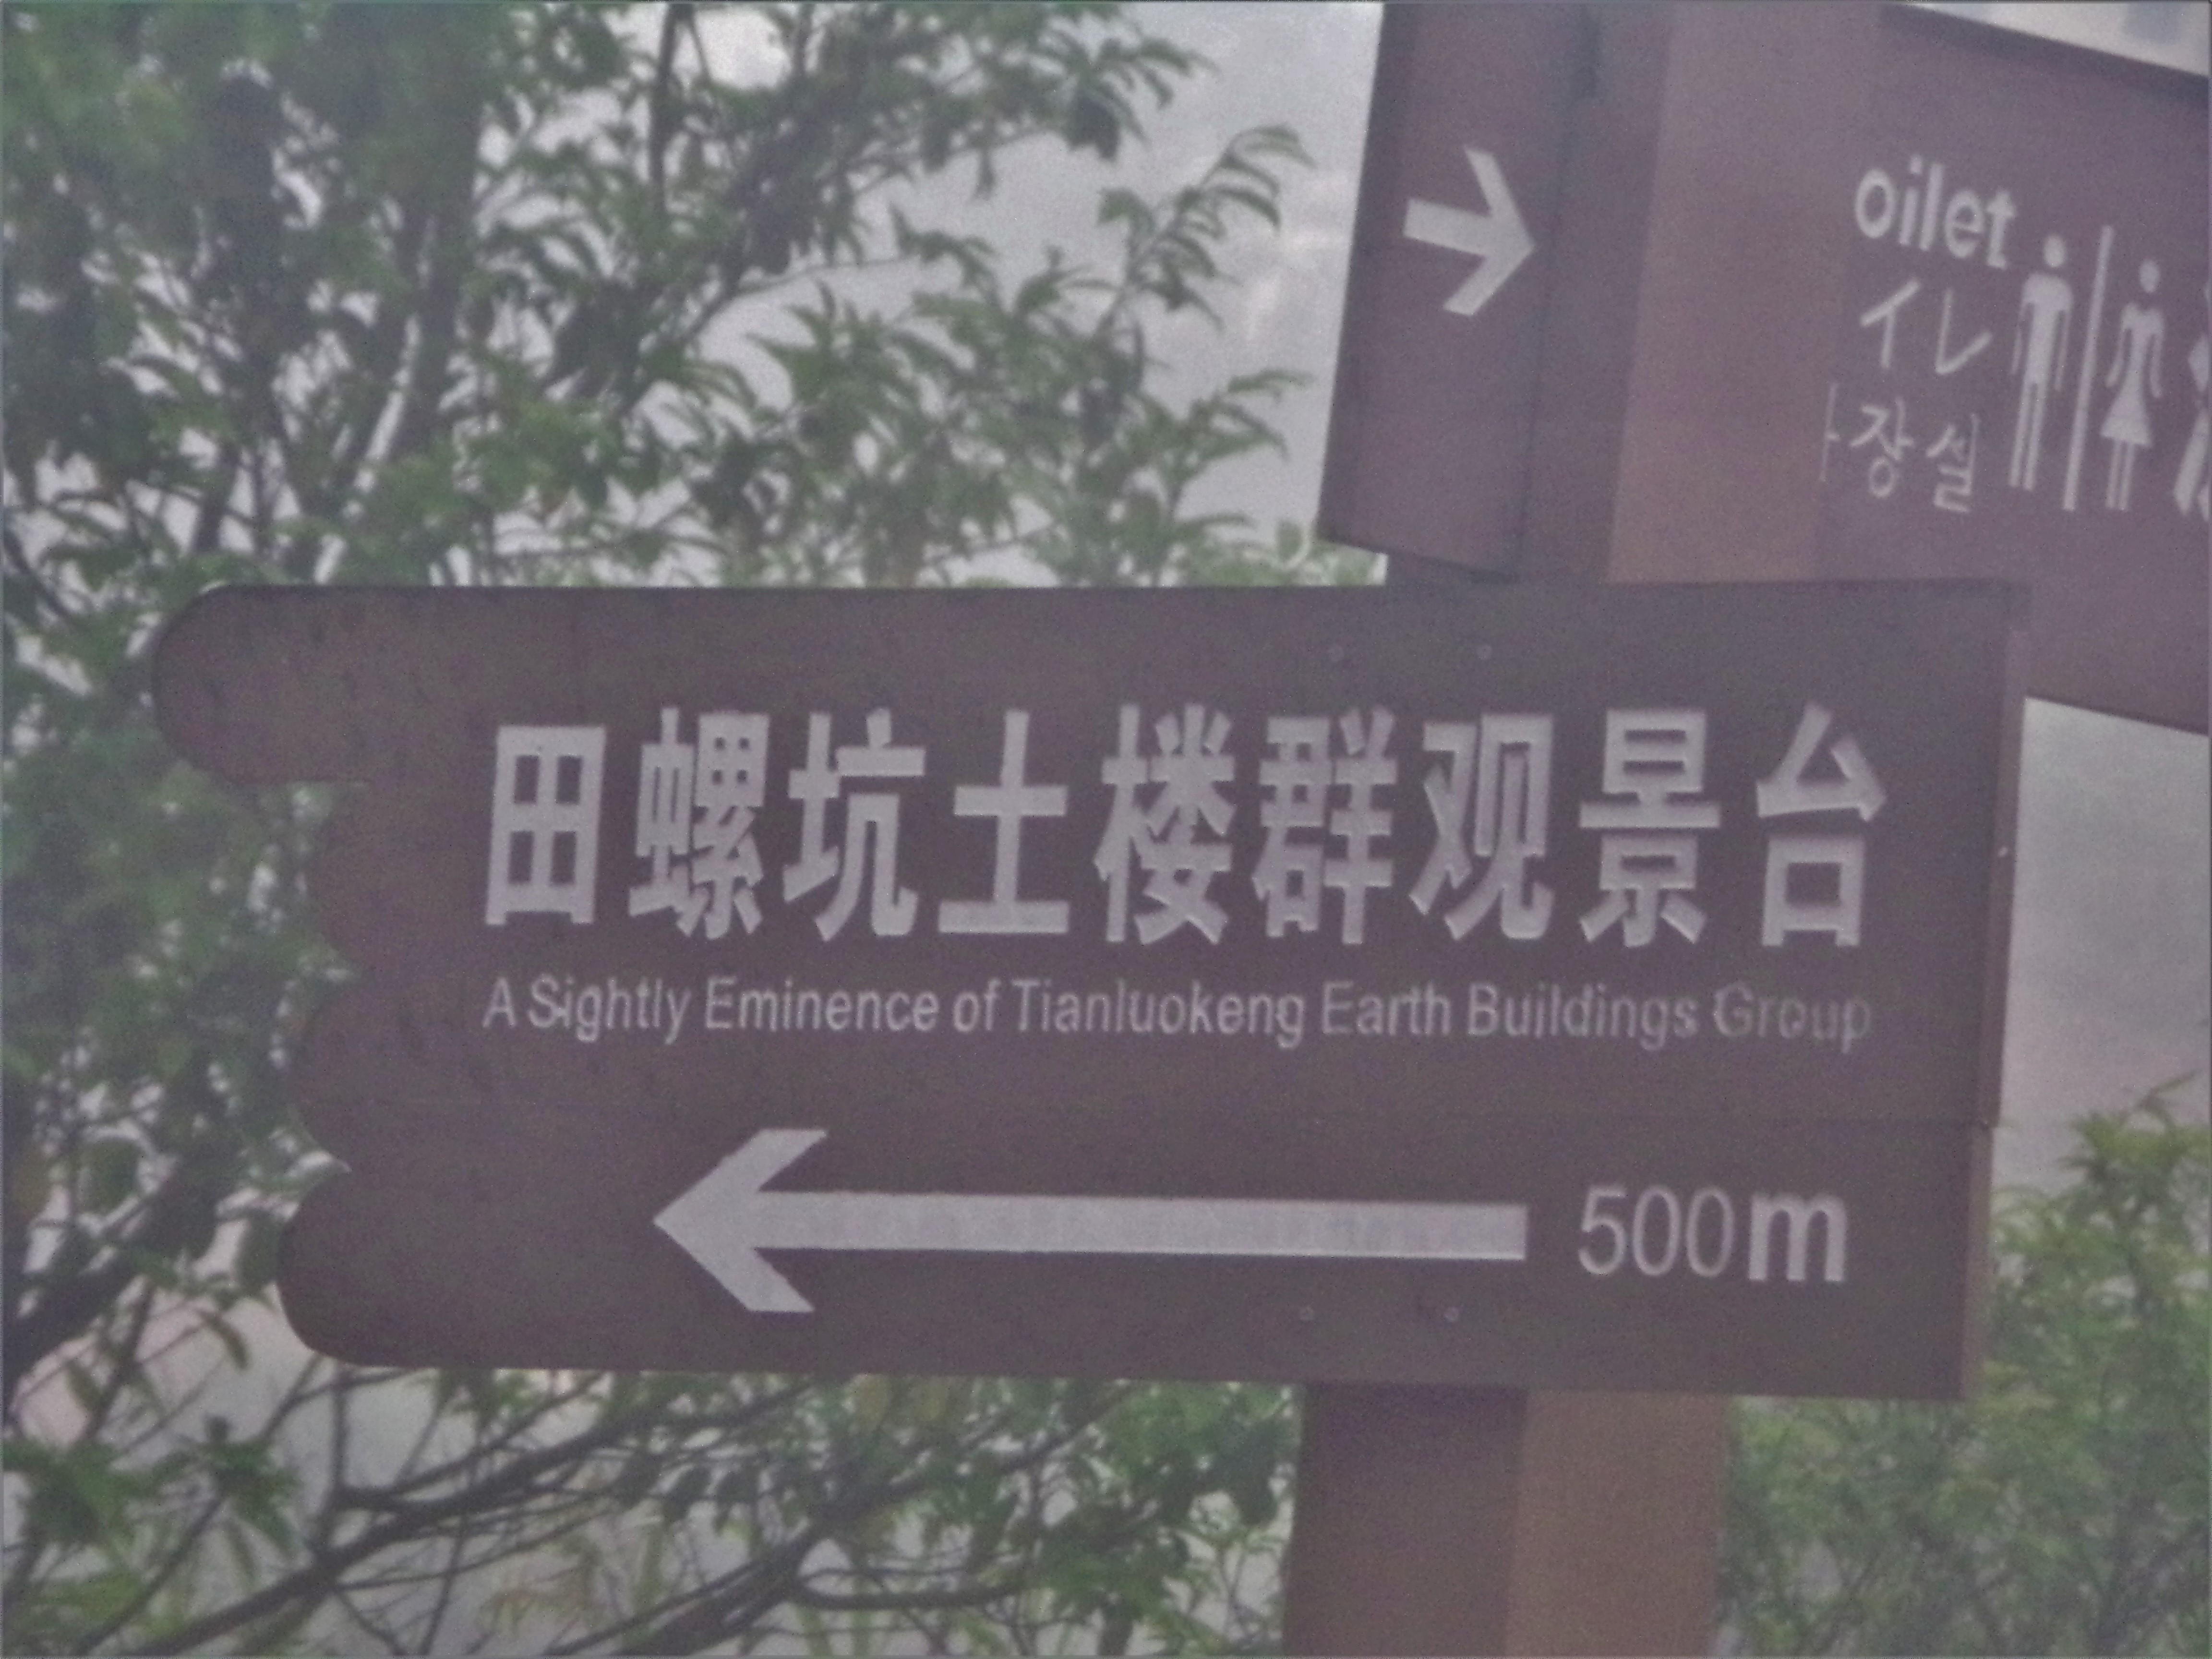 oilet
イレ
장실
田螺坑土楼群观景台
A Sightly Eminence of Tianluokeng Earth Buildings Group
500m